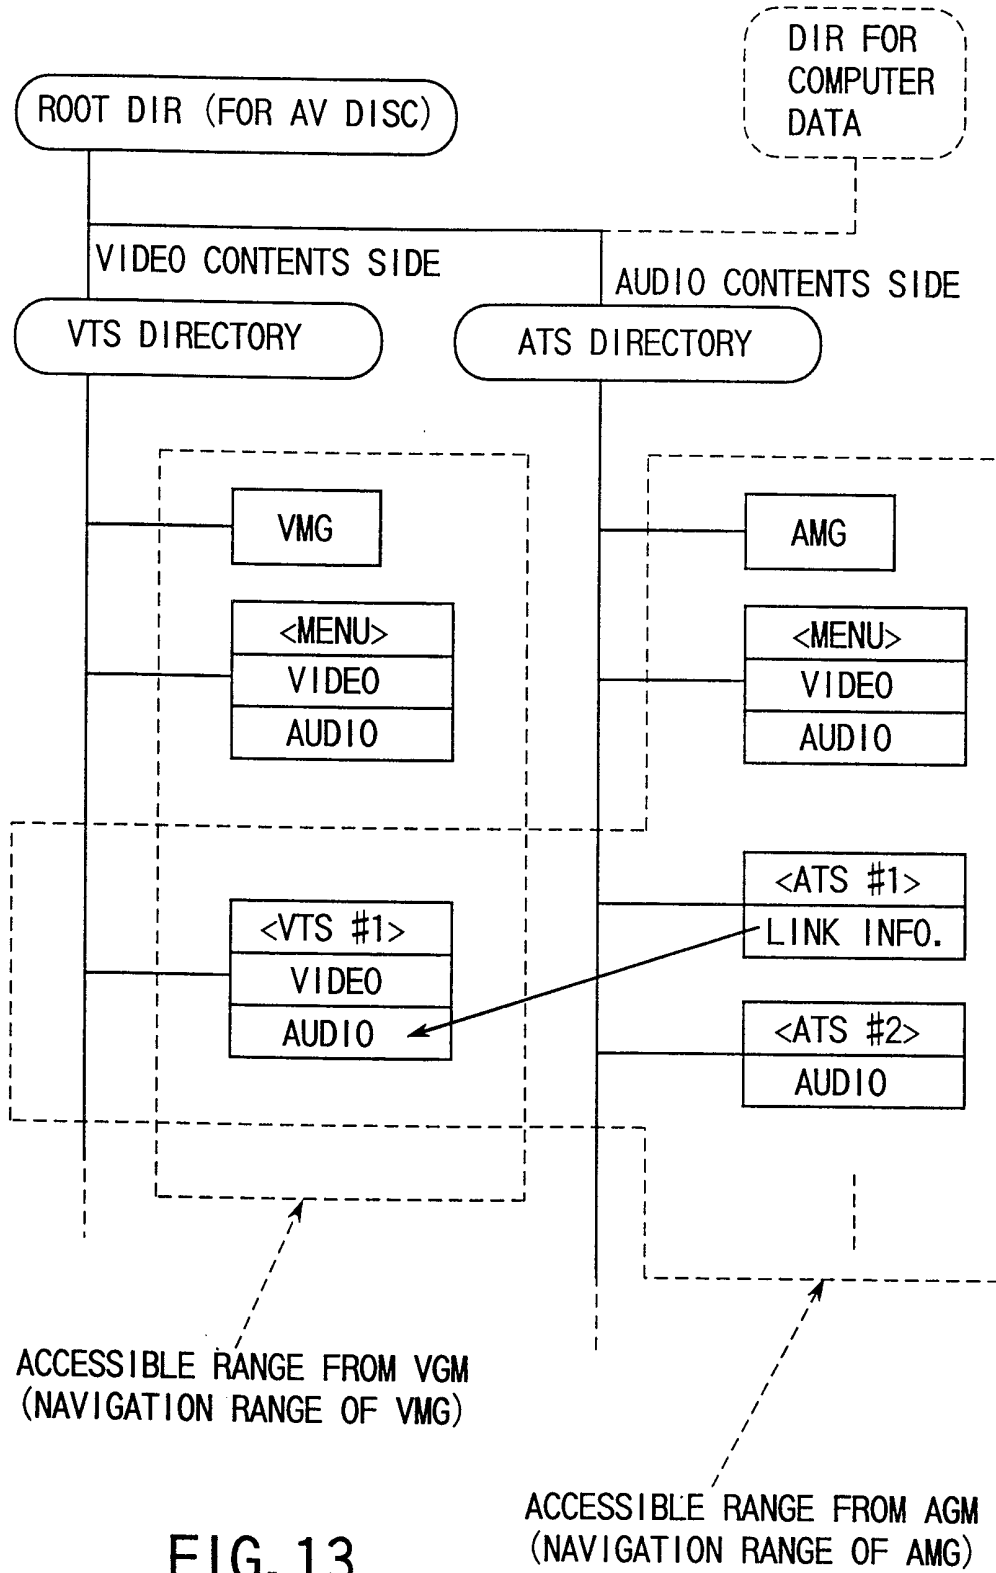 DIR FOR
COMPUTER
DATA
ROOT DIR (FOR AV DISC)
VIDEO CONTENTS SIDE
AUDIO CONTENTS SIDE
VTS DIRECTORY
ATS DIRECTORY
VMG
<MENU>
VIDEO
AUDIO
<VTS #1>
VIDEO
AUDIO
AMG
<MENU>
VIDEO
AUDIO
<ATS #1>
LINK INFO.
<ATS #2>
AUDIO
ACCESSIBLE RANGE FROM VGM
(NAVIGATION RANGE OF VMG)
ACCESSIBLE RANGE FROM AGM
(NAVIGATION RANGE OF AMG)
FIG. 13